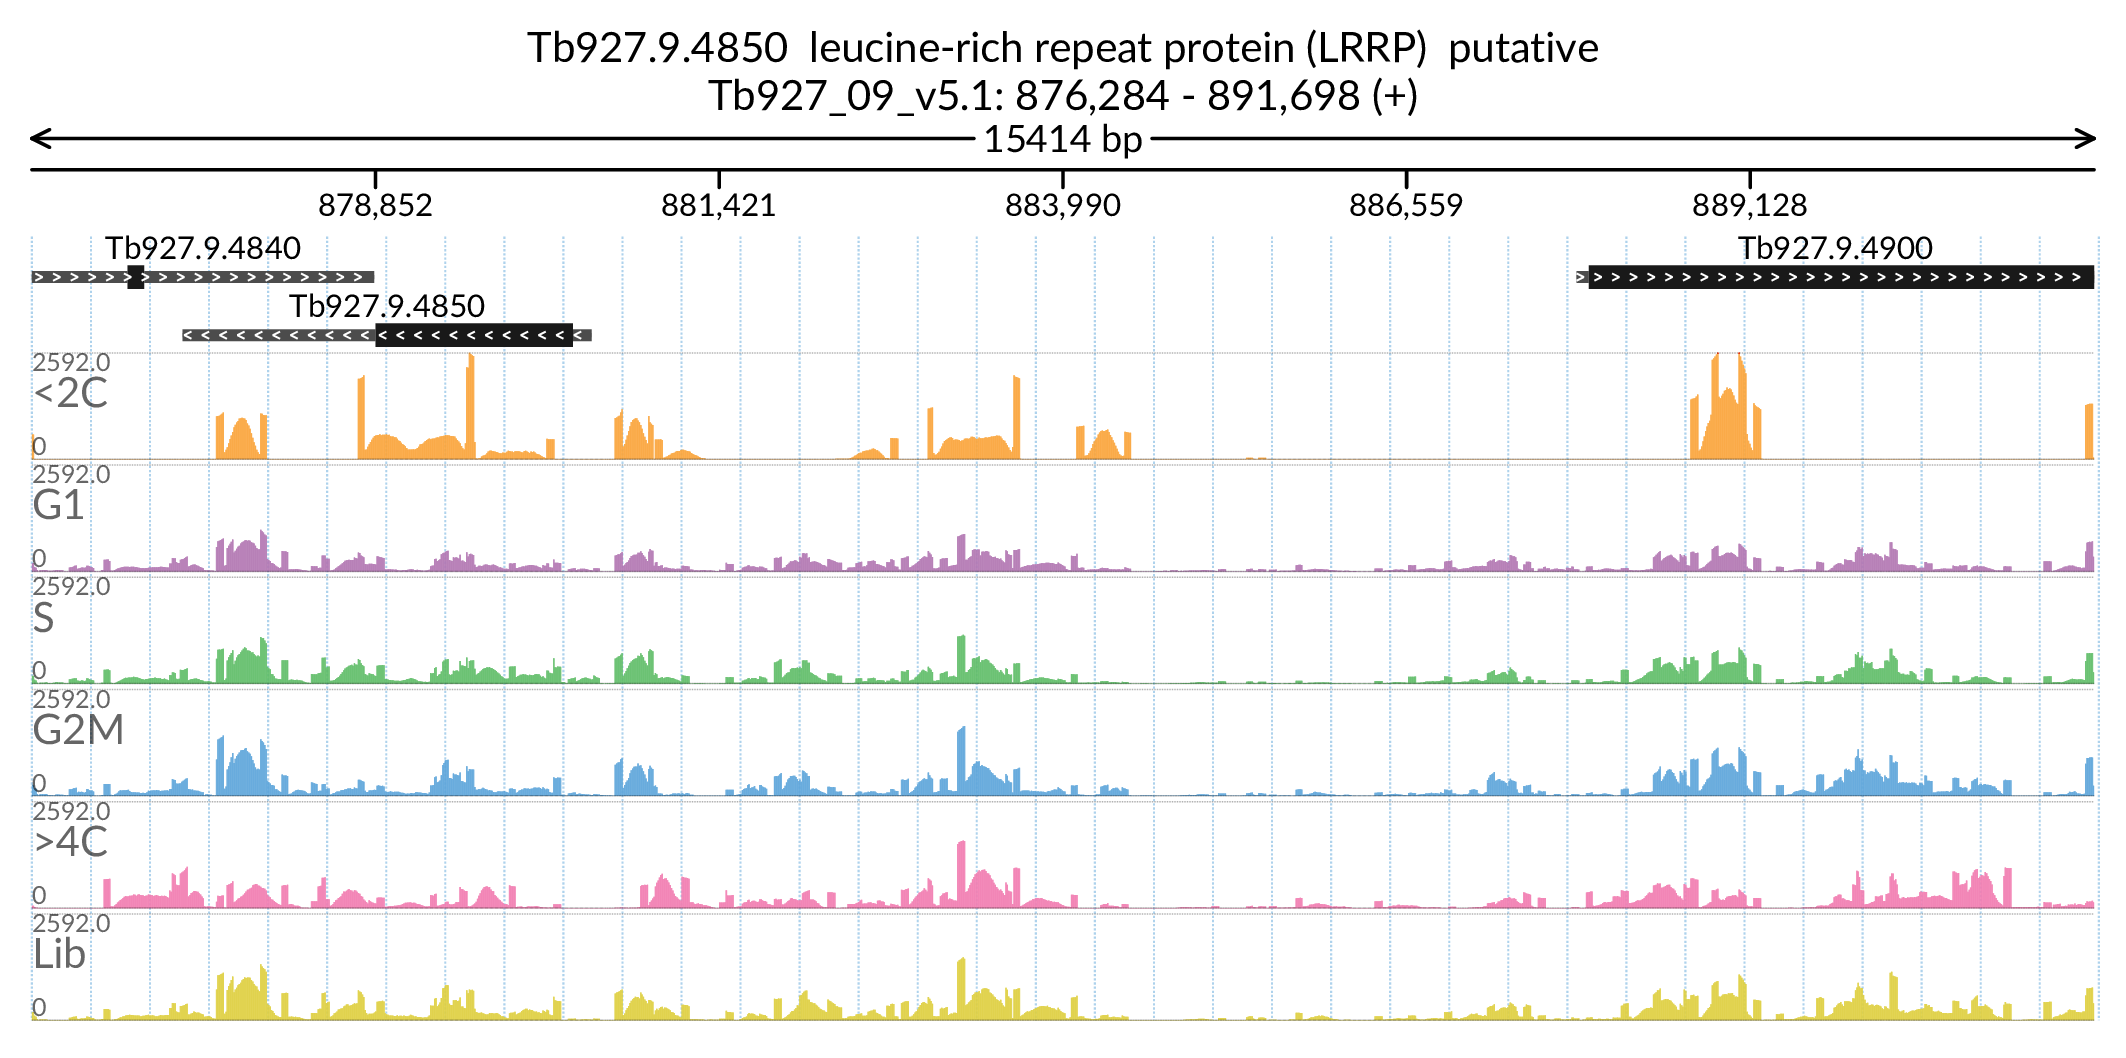 Tb927.9.4850 leucine-rich repeat protein (LRRP) putative
Tb927_09_v5.1: 876,284 - 891,698 (+)
15414 bp
878,852 881,421 883,990 886,559 889,128
Tb927.9.4840 Tb927.9.4900
Tb927.9.4850
2592.0
<2C
0
2592.0
G1
0
2592.0
S
0
2592.0
G2M
0
2592.0
>4C
0
2592.0
Lib
0